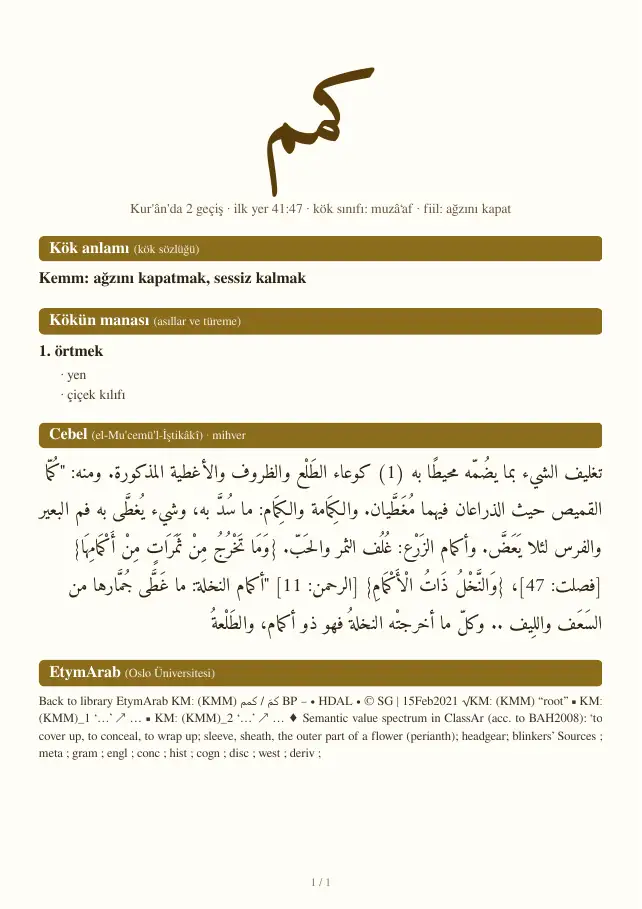 كمم
Kur'ân'da 2 geçiş · ilk yer 41:47 · kök sınıfı: muzâ‘af · fiil: ağzını kapat
Kök anlamı (kök sözlüğü)
Kemm: ağzını kapatmak, sessiz kalmak
Kökün manası (asıllar ve türeme)
1. örtmek
· yen
· çiçek kılıfı
Cebel (el-Mu'cemü'l-İştikâkî) · mihver
تغليف الشيء بما يضُمّه محيطًا به (1) كوعاء الطَلْع والظروف والأغطية المذكورة. ومنه: "كُمّا
القميص حيث الذراعان فيهما مُغَطَّيان. والكِمَامة والكِمَام: ما سُدَّ به، وشيء يُغطَّى به فم البعير
والفرس لئلا يَعَضَّ. وأكمام الزَرْع: غُلُف الثمر والحَبّ. {وَمَا تَخْرُجُ مِنْ ثَمَرَاتٍ مِنْ أَكْمَامِهَا}
[فصلت: 47]، {وَالنَّخْلُ ذَاتُ الْأَكْمَامِ} [الرحمن: 11] "أكمام النخلة: ما غَطَّى جُمَّارها من
السَعَف والليف .. وكلّ ما أخرجتْه النخلةُ فهو ذو أكمام، والطَلْعةُ
EtymArab (Oslo Üniversitesi)
Back to library EtymArab KMː (KMM) كمم / كمّ BP – • HDAL • © SG | 15Feb2021 √KMː (KMM) “root” ▪ KMː
(KMM)_1 ‘…’ ↗ … ▪ KMː (KMM)_2 ‘…’ ↗ … ♦ Semantic value spectrum in ClassAr (acc. to BAH2008): ‘to
cover up, to conceal, to wrap up; sleeve, sheath, the outer part of a flower (perianth); headgear; blinkers’ Sources ;
meta ; gram ; engl ; conc ; hist ; cogn ; disc ; west ; deriv ;
1 / 1